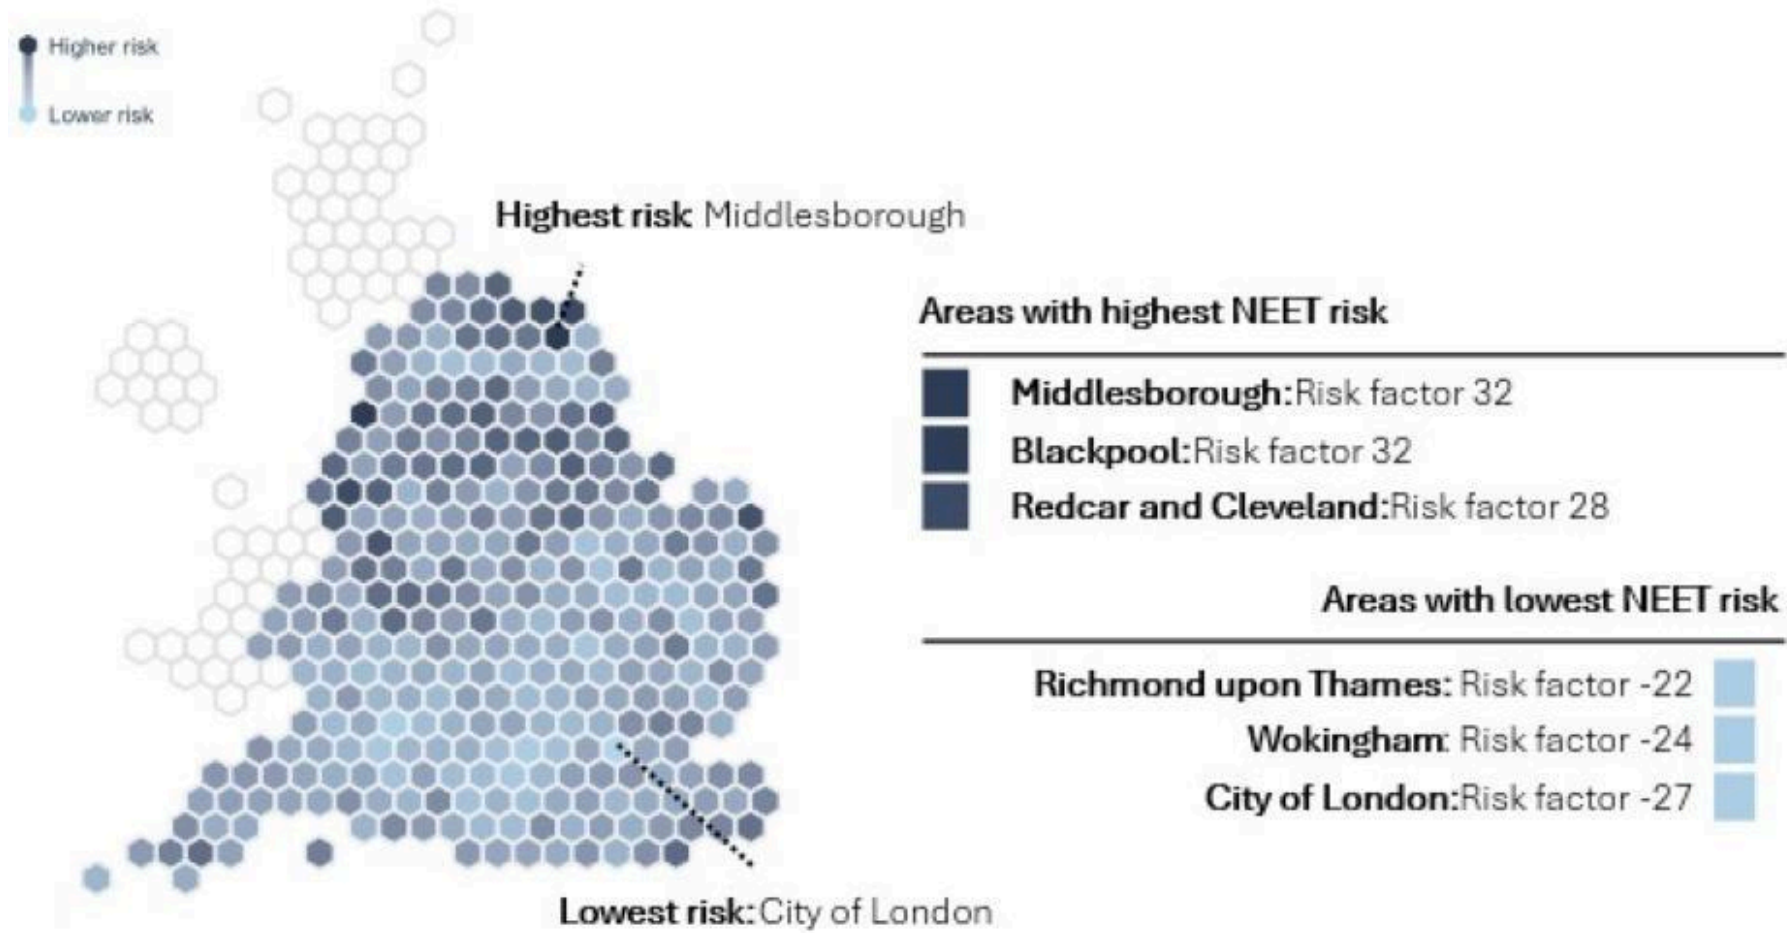 Higher risk
Lower risk
Highest risk Middlesborough
Areas with highest NEET risk
Middlesborough:Risk factor 32
Blackpool:Risk factor 32
Redcar and Cleveland:Risk factor 28
Areas with lowest NEET risk
Richmond upon Thames: Risk factor -22
Wokingham: Risk factor -24
City of London:Risk factor -27
Lowest risk:City of London